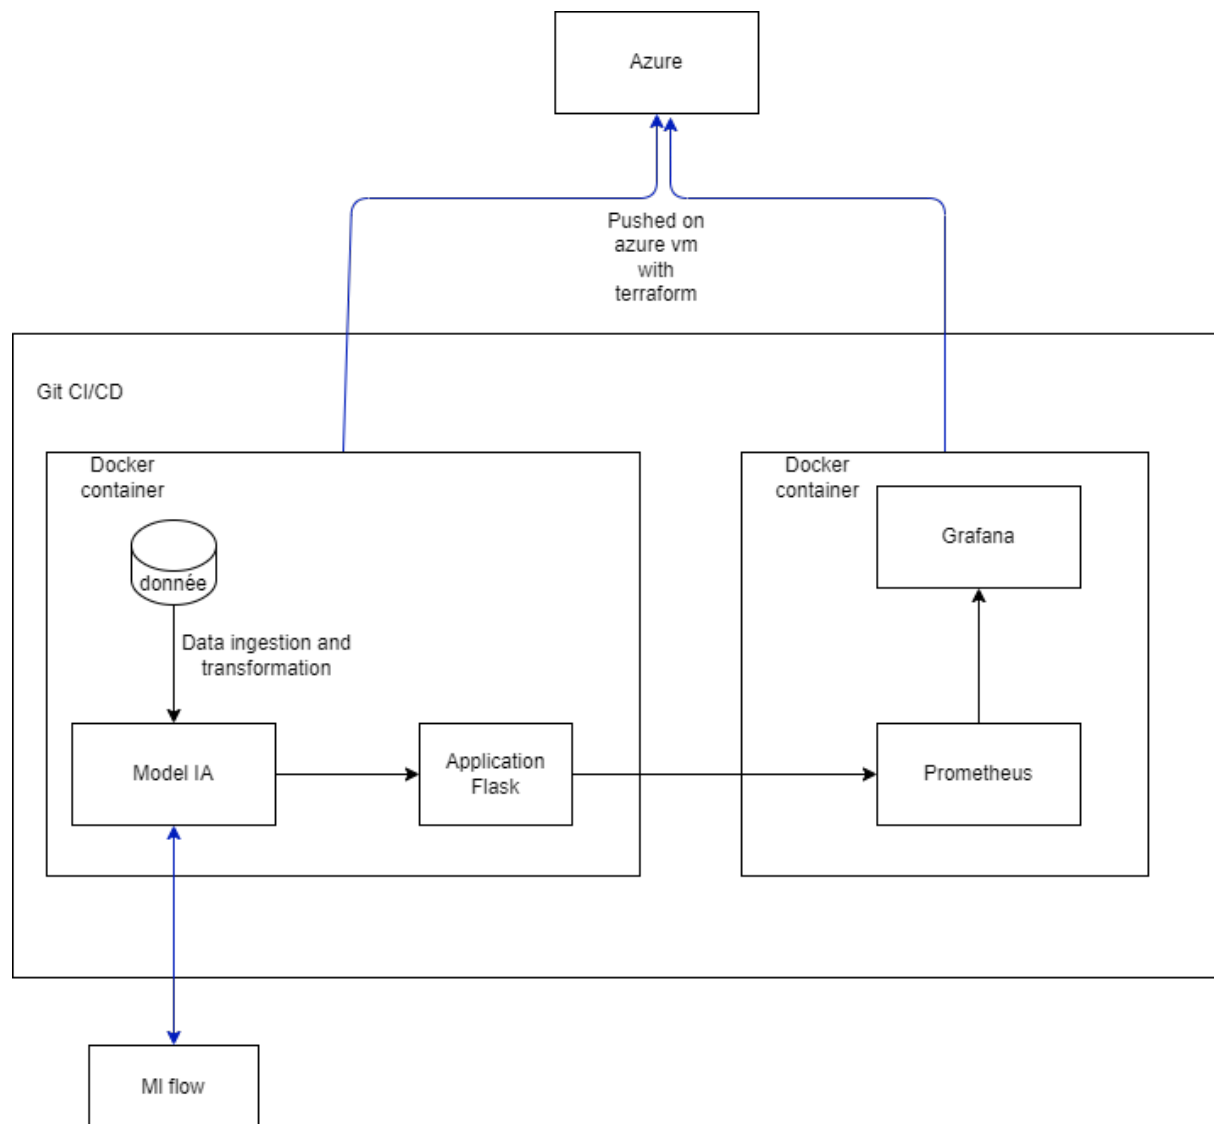 Azure
Pushed on
azure vm
with
terraform
Git CI/CD
Docker
container
donnée
Data ingestion and
transformation
Model IA
Application
Flask
Docker
container
Grafana
Prometheus
MI flow